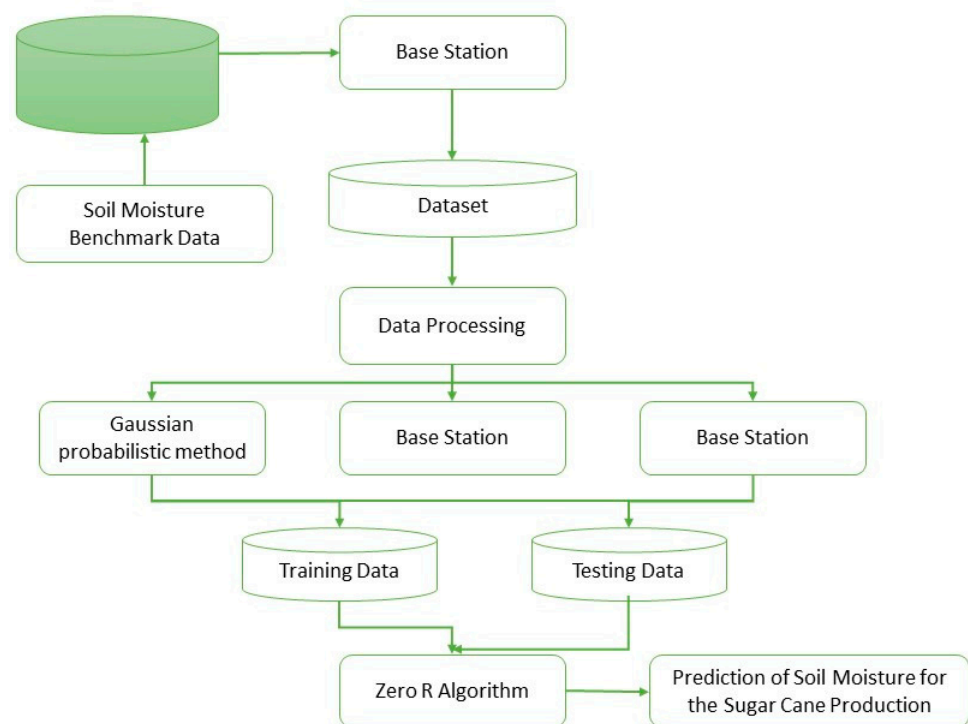 Base Station
Soil Moisture
Benchmark Data
Dataset
Data Processing
Gaussian
probabilistic method
Base Station
Base Station
Training Data
Testing Data
Zero R Algorithm
Prediction of Soil Moisture for
the Sugar Cane Production